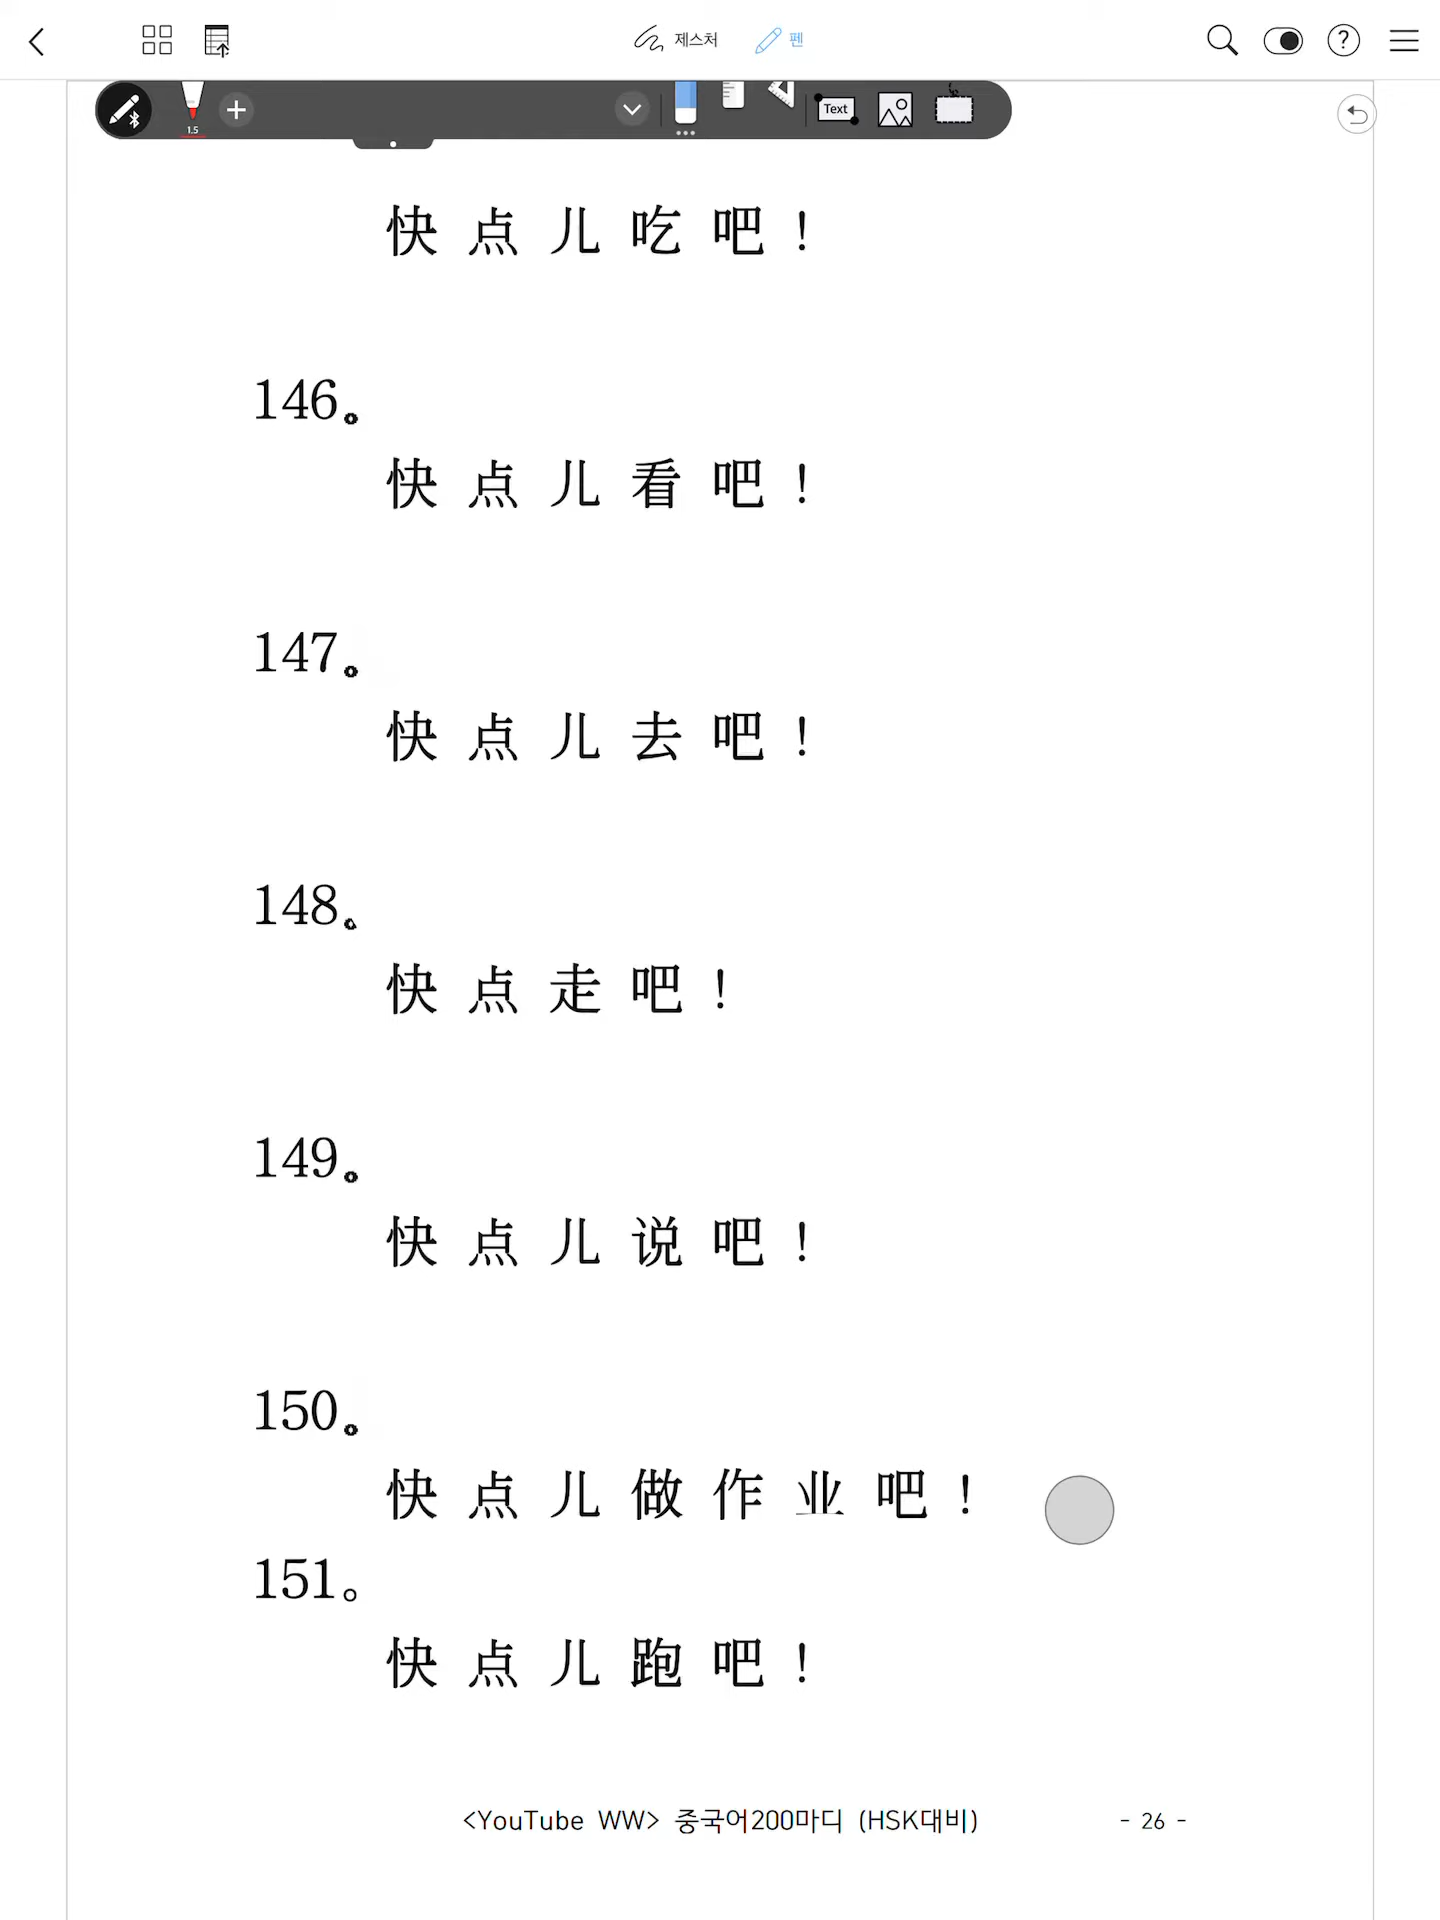 제스처 펜
1.5 Text
快点儿吃吧！
146。
快点儿看吧！
147。
快点儿去吧！
148。
快点走吧！
149。
快点儿说吧！
150。
快点儿做作业吧！
151。
快点儿跑吧！
<YouTube WW> 중국어200마디 (HSK대비) - 26 -